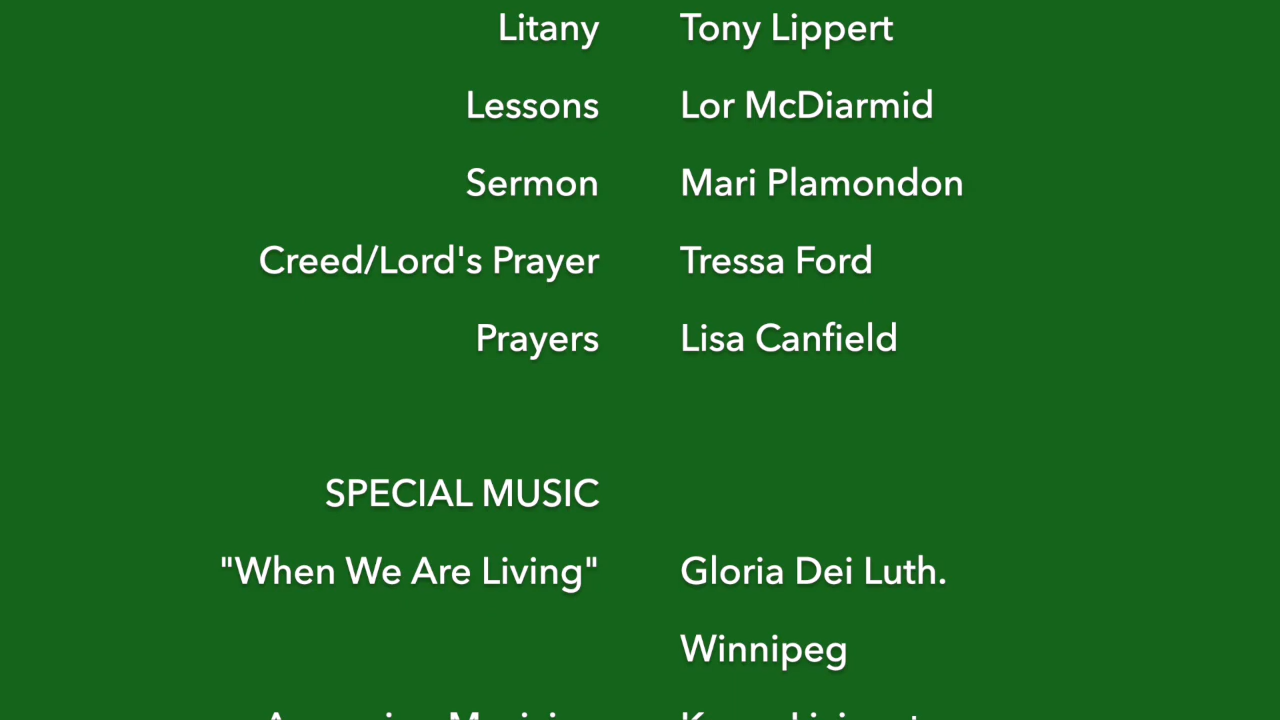 Litany Tony Lippert
Lessons Lor McDiarmid
Sermon Mari Plamondon
Creed/Lord's Prayer Tressa Ford
Prayers Lisa Canfield
SPECIAL MUSIC
"When We Are Living" Gloria Dei Luth.
Winnipeg